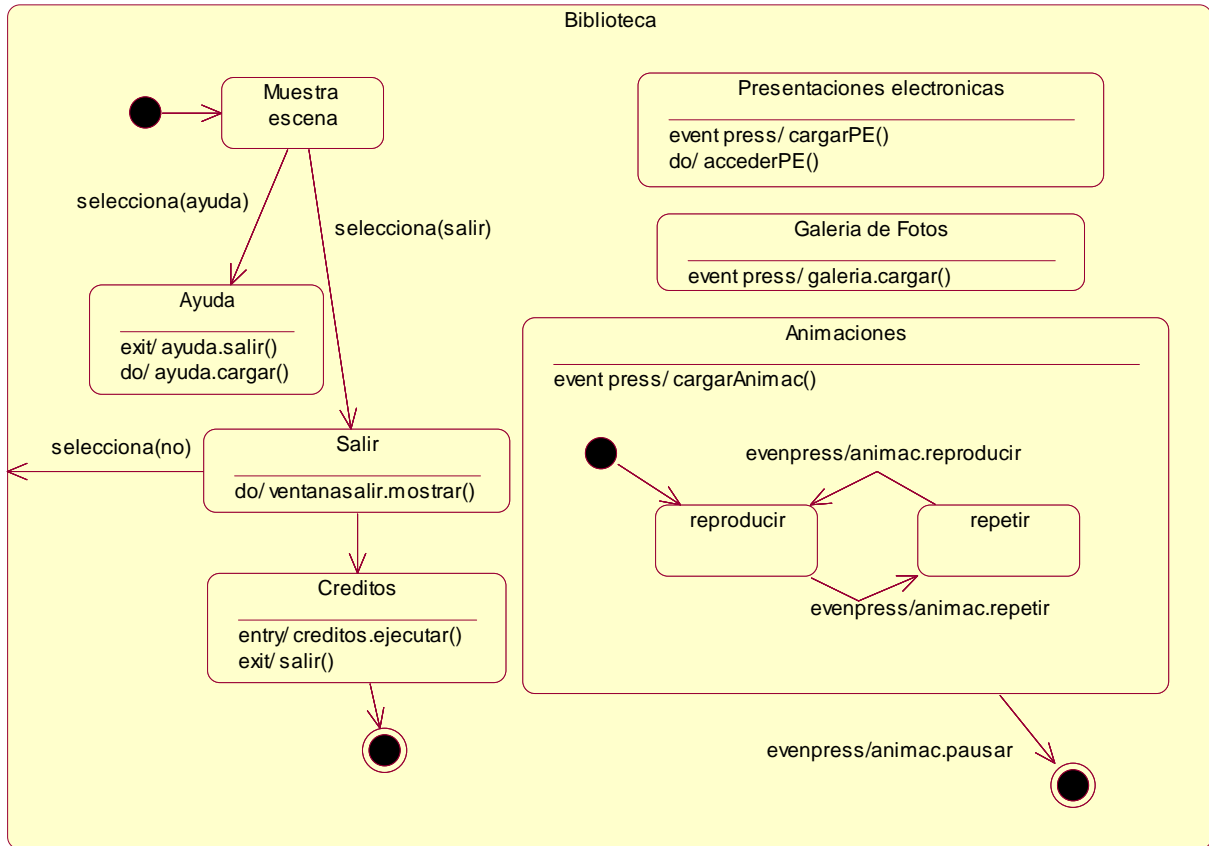 Biblioteca
Muestra
escena
selecciona(ayuda)
selecciona(salir)
Ayuda
exit/ ayuda.salir()
do/ ayuda.cargar()
selecciona(no)
Salir
do/ ventanasalir.mostrar()
Creditos
entry/ creditos.ejecutar()
exit/ salir()
Presentaciones electronicas
event press/ cargarPE()
do/ accederPE()
Galeria de Fotos
event press/ galeria.cargar()
Animaciones
event press/ cargarAnimac()
evenpress/animac.reproducir
reproducir
repetir
evenpress/animac.repetir
evenpress/animac.pausar